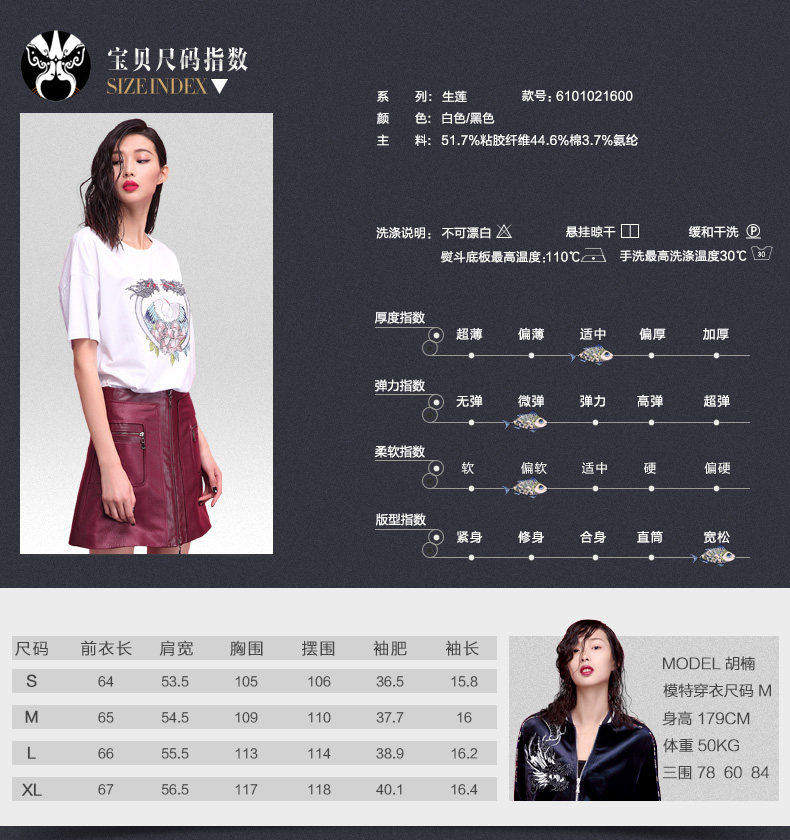 宝贝尺码指数
SIZE INDEX
系 列: 生莲 款号: 6101021600
颜 色: 白色/黑色
主 料: 51.7%粘胶纤维44.6%棉3.7%氨纶
洗涤说明: 不可漂白 悬挂晾干 缓和干洗 P
熨斗底板最高温度:110℃ 手洗最高洗涤温度30℃ 30
厚度指数
超薄 偏薄 适中 偏厚 加厚
弹力指数
无弹 微弹 弹力 高弹 超弹
柔软指数
软 偏软 适中 硬 偏硬
版型指数
紧身 修身 合身 直筒 宽松
尺码 前衣长 肩宽 胸围 摆围 袖肥 袖长
S 64 53.5 105 106 36.5 15.8
M 65 54.5 109 110 37.7 16
L 66 55.5 113 114 38.9 16.2
XL 67 56.5 117 118 40.1 16.4
MODEL 胡楠
模特穿衣尺码 M
身高 179CM
体重 50KG
三围 78 60 84